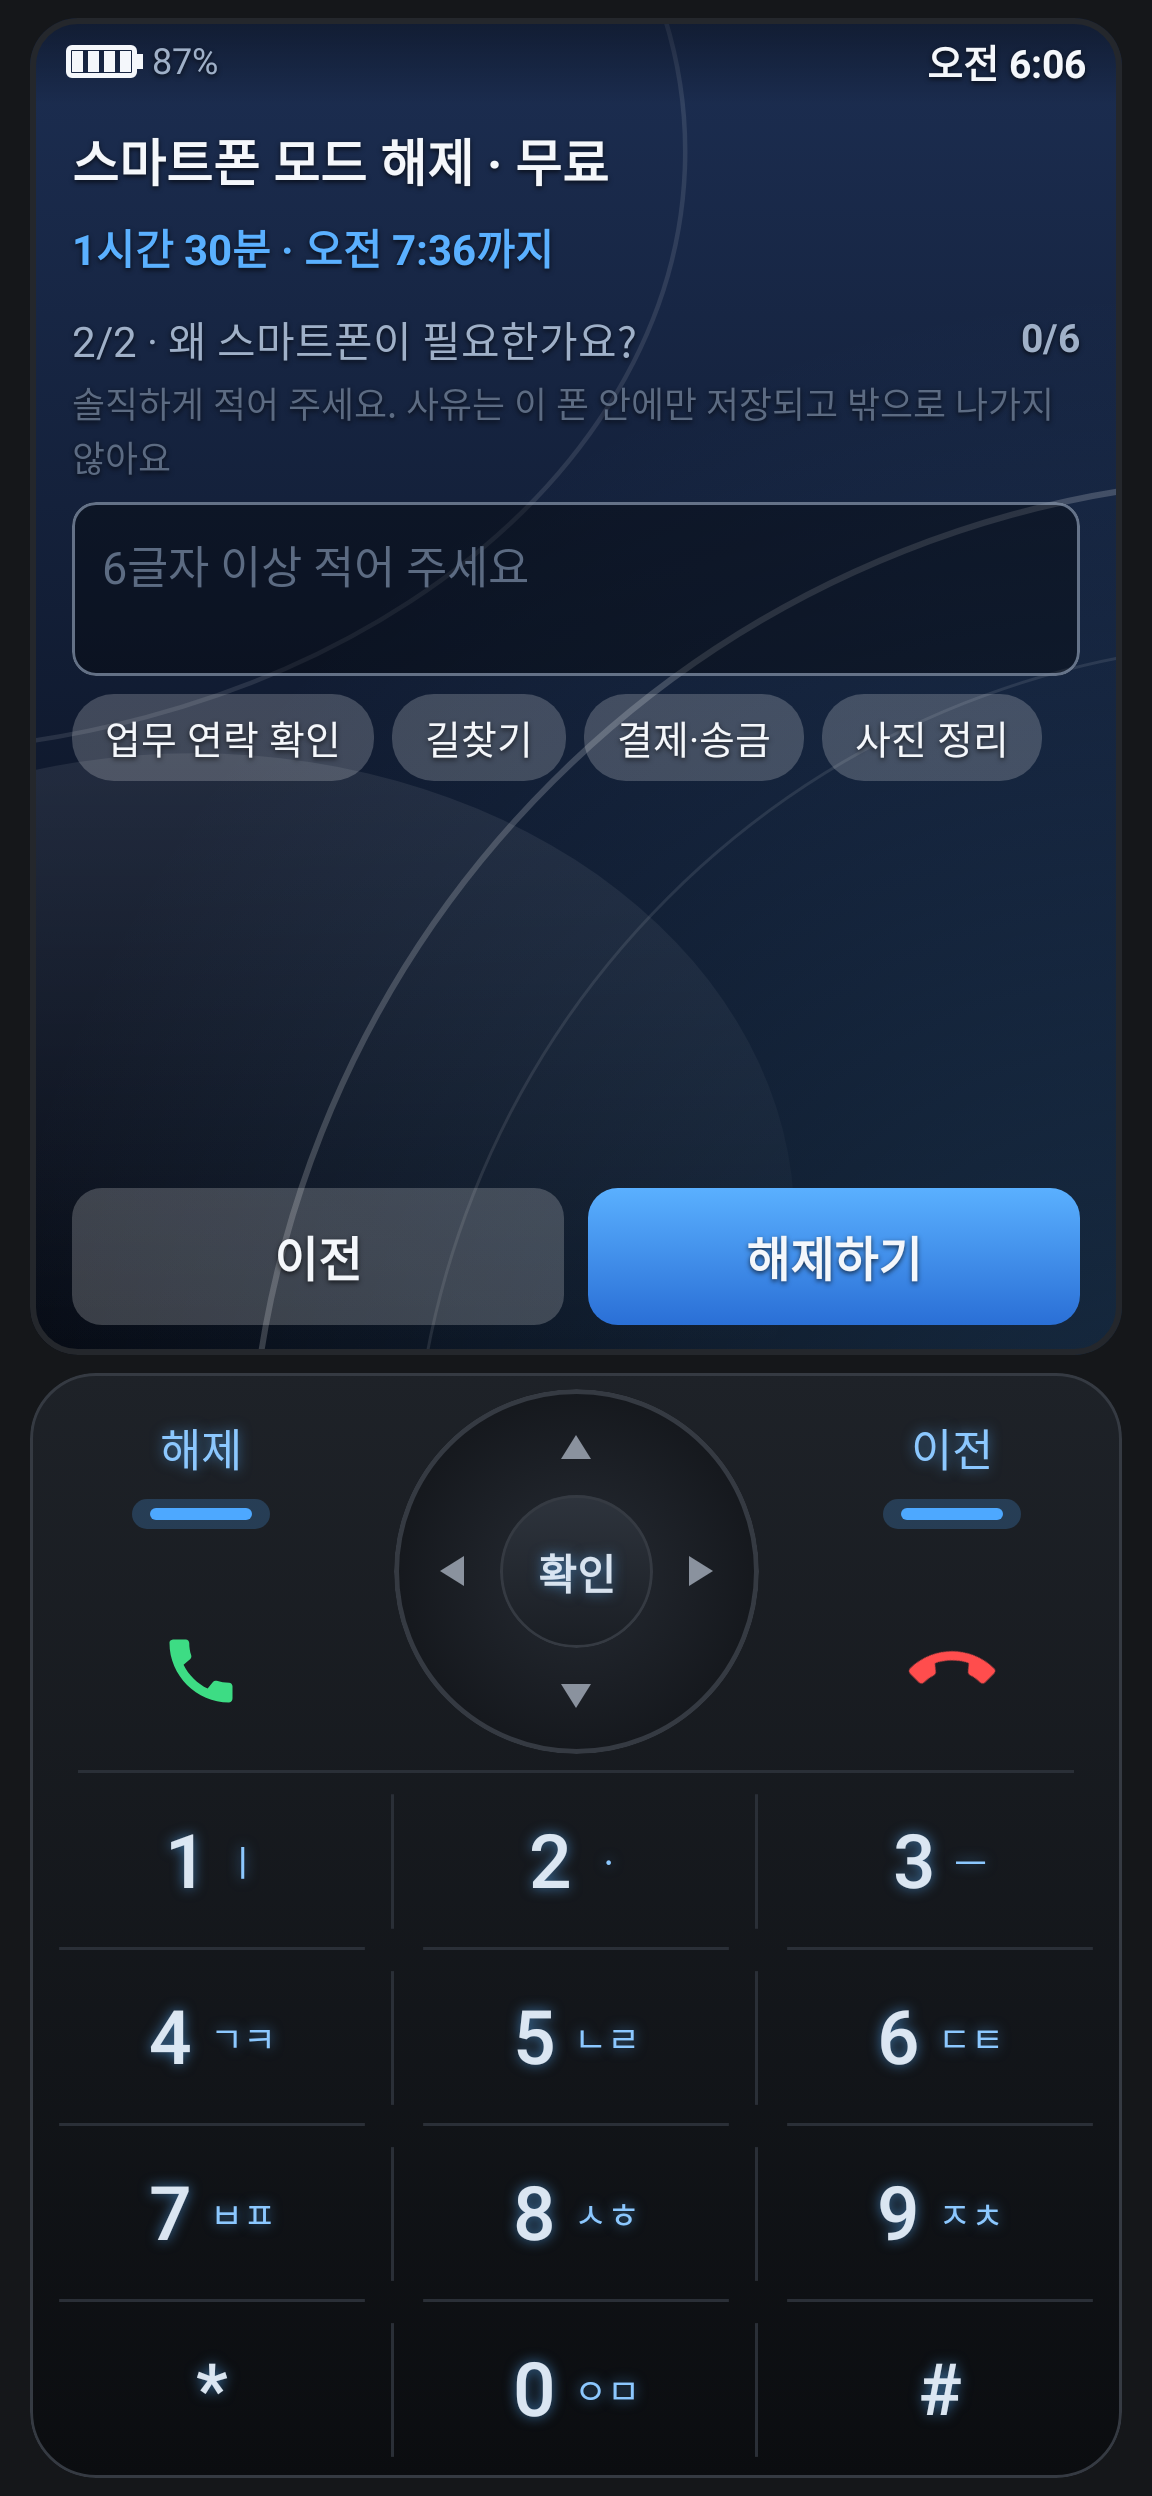 87%
오전 6:06
스마트폰 모드 해제 · 무료
1시간 30분 · 오전 7:36까지
2/2 · 왜 스마트폰이 필요한가요?
0/6
솔직하게 적어 주세요. 사유는 이 폰 안에만 저장되고 밖으로 나가지
않아요
6글자 이상 적어 주세요
업무 연락 확인
길찾기
결제·송금
사진 정리
이전
해제하기
해제
이전
확인
1 ㅣ
2 ·
3 ㅡ
4 ㄱㅋ
5 ㄴㄹ
6 ㄷㅌ
7 ㅂㅍ
8 ㅅㅎ
9 ㅈㅊ
*
0 ㅇㅁ
#